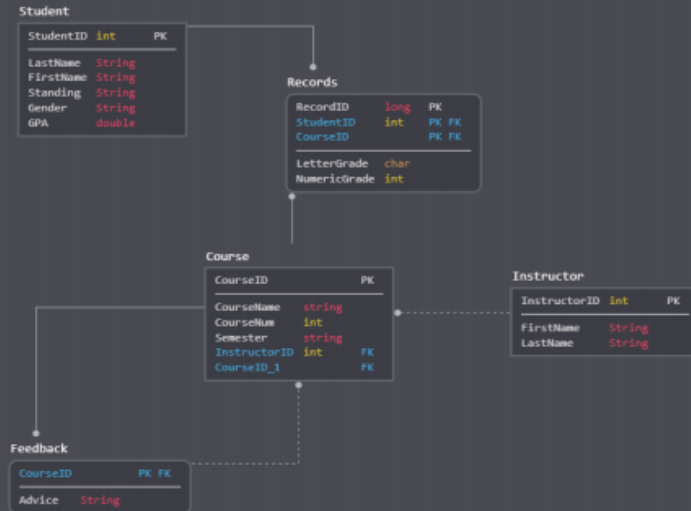 Student
StudentID int PK
LastName String
FirstName String
Standing String
Gender String
GPA double
Records
RecordID long PK
StudentID int PK FK
CourseID PK FK
LetterGrade char
NumericGrade int
Course
CourseID PK
CourseName string
CourseNum int
Semester string
InstructorID int FK
CourseID_1 FK
Instructor
InstructorID int PK
FirstName String
LastName String
Feedback
CourseID PK FK
Advice String